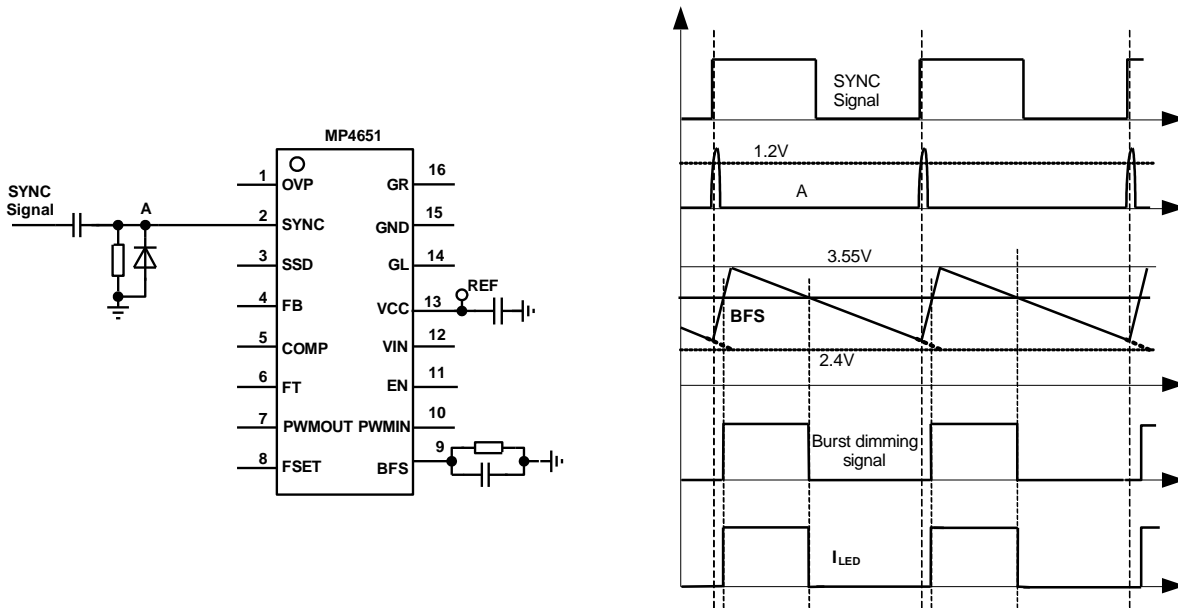 MP4651
SYNC
Signal
A
1
OVP
2
SYNC
3
SSD
4
FB
5
COMP
6
FT
7
PWMOUT
8
FSET
16
GR
15
GND
14
GL
13
VCC
REF
12
VIN
11
EN
10
PWMIN
9
BFS
SYNC
Signal
1.2V
A
3.55V
BFS
2.4V
Burst dimming
signal
ILED